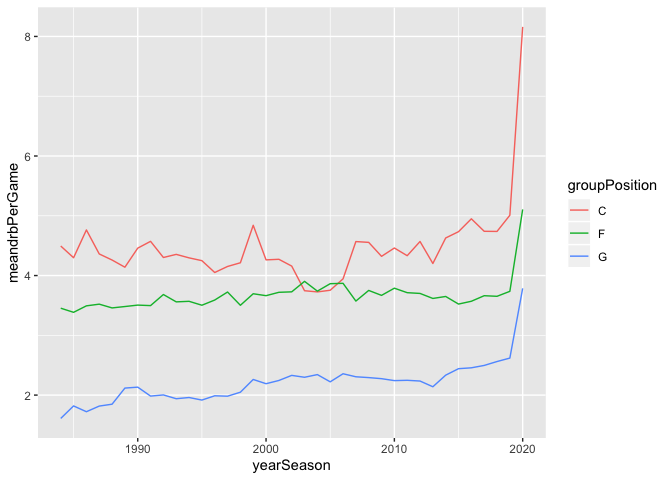 8
6
4
2
meandrbPerGame
1990
2000
2010
2020
yearSeason
groupPosition
C
F
G